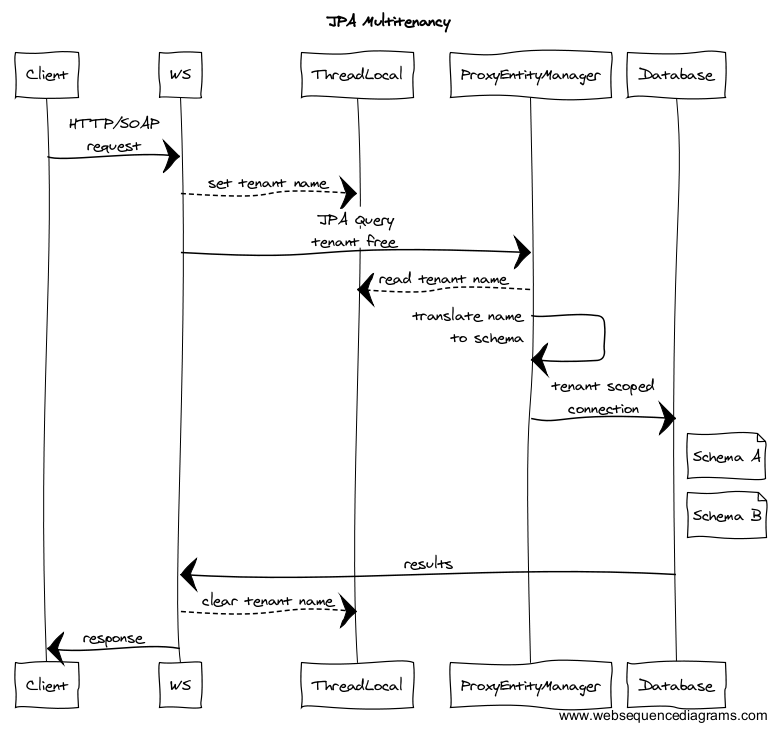 JPA Multitenancy
Client
WS
ThreadLocal
ProxyEntityManager
Database
HTTP/SOAP
request
set tenant name
JPA Query
tenant free
read tenant name
translate name
to schema
tenant scoped
connection
Schema A
Schema B
results
clear tenant name
response
Client
WS
ThreadLocal
ProxyEntityManager
Database
www.websequencediagrams.com